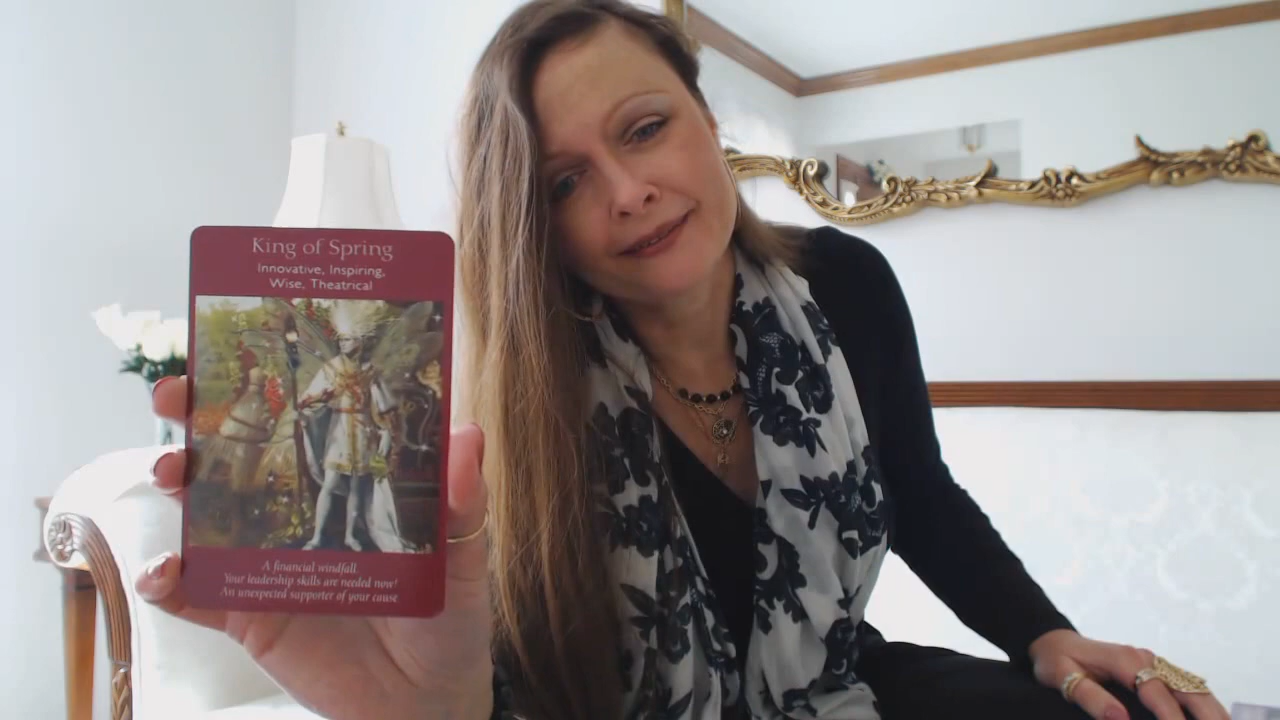 King of Spring
Innovative, Inspiring,
Wise, Theatrical
A financial windfall.
Your leadership skills are needed now!
An unexpected supporter of your cause.